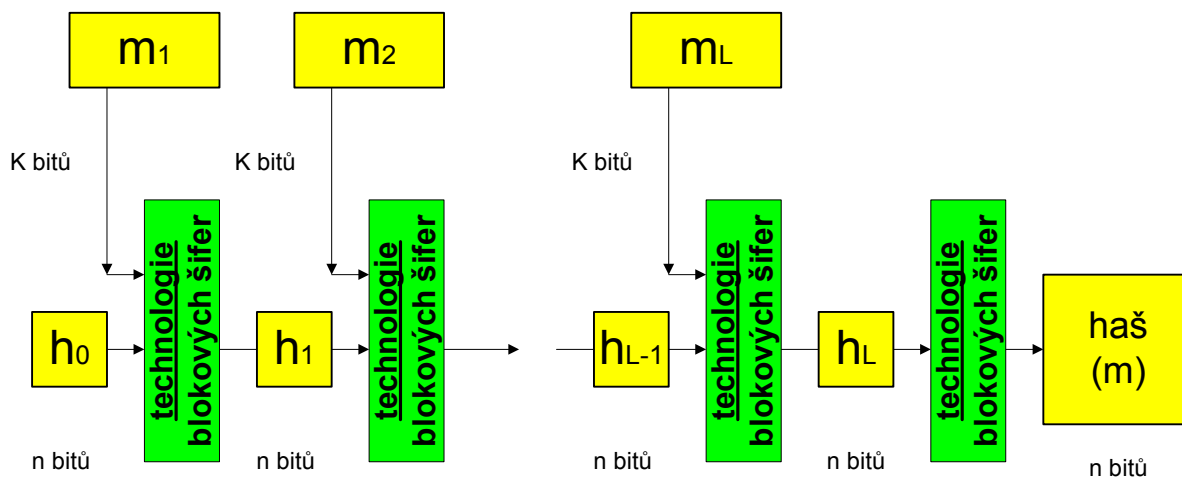 m1
m2
mL
K bitů
K bitů
K bitů
technologie
blokových šifer
technologie
blokových šifer
technologie
blokových šifer
technologie
blokových šifer
h0
h1
hL-1
hL
haš
(m)
n bitů
n bitů
n bitů
n bitů
n bitů